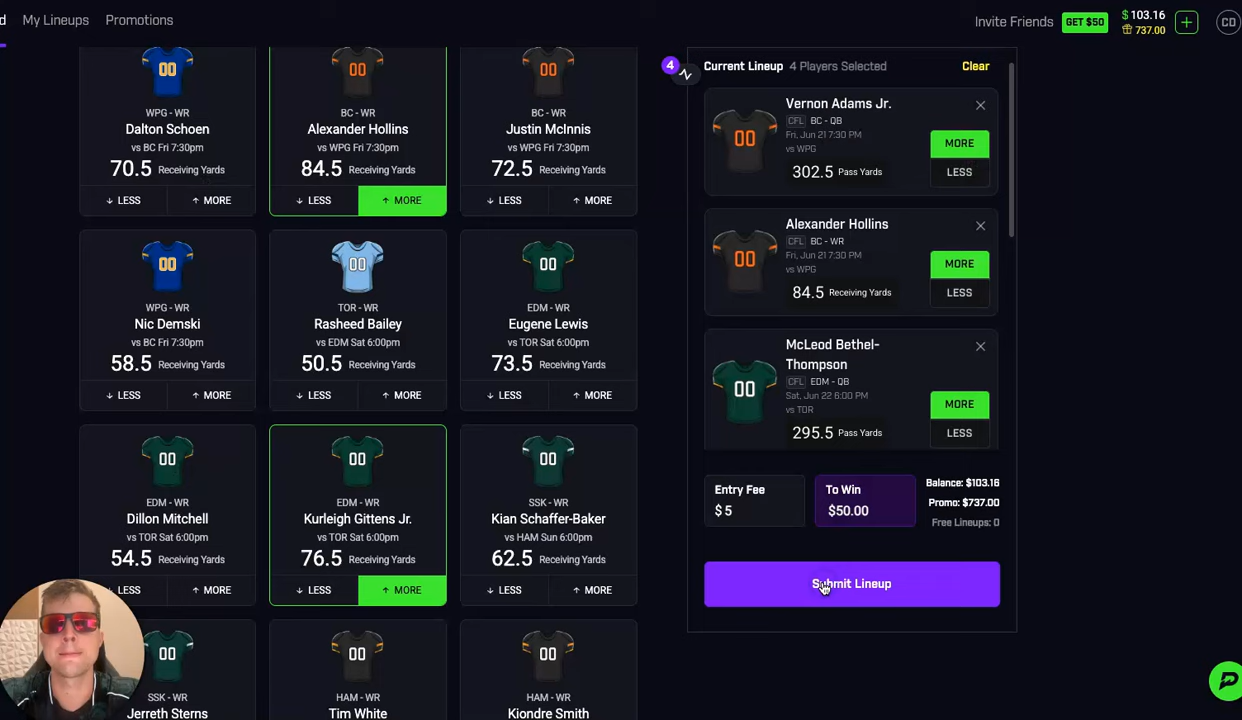 d My Lineups Promotions
Invite Friends GET $50 $ 103.16
737.00
+ CD
00 00 00
WPG - WR
Dalton Schoen
vs BC Fri 7:30pm
70.5 Receiving Yards
↓ LESS ↑ MORE
BC - WR
Alexander Hollins
vs WPG Fri 7:30pm
84.5 Receiving Yards
↓ LESS ↑ MORE
BC - WR
Justin McInnis
vs WPG Fri 7:30pm
72.5 Receiving Yards
↓ LESS ↑ MORE
00 00 00
WPG - WR
Nic Demski
vs BC Fri 7:30pm
58.5 Receiving Yards
↓ LESS ↑ MORE
TOR - WR
Rasheed Bailey
vs EDM Sat 6:00pm
50.5 Receiving Yards
↓ LESS ↑ MORE
EDM - WR
Eugene Lewis
vs TOR Sat 6:00pm
73.5 Receiving Yards
↓ LESS ↑ MORE
00 00 00
EDM - WR
Dillon Mitchell
vs TOR Sat 6:00pm
54.5 Receiving Yards
↓ LESS ↑ MORE
EDM - WR
Kurleigh Gittens Jr.
vs TOR Sat 6:00pm
76.5 Receiving Yards
↓ LESS ↑ MORE
SSK - WR
Kian Schaffer-Baker
vs HAM Sun 6:00pm
62.5 Receiving Yards
↓ LESS ↑ MORE
00 00 00
SSK - WR
Jerreth Sterns
HAM - WR
Tim White
HAM - WR
Kiondre Smith
4
Current Lineup 4 Players Selected Clear
00
Vernon Adams Jr.
CFL BC - QB
Fri, Jun 21 7:30 PM
vs WPG
302.5 Pass Yards
MORE
LESS
00
Alexander Hollins
CFL BC - WR
Fri, Jun 21 7:30 PM
vs WPG
84.5 Receiving Yards
MORE
LESS
00
McLeod Bethel-
Thompson
CFL EDM - QB
Sat, Jun 22 6:00 PM
vs TOR
295.5 Pass Yards
MORE
LESS
Entry Fee
$ 5
To Win
$50.00
Balance: $103.16
Promo: $737.00
Free Lineups: 0
Submit Lineup